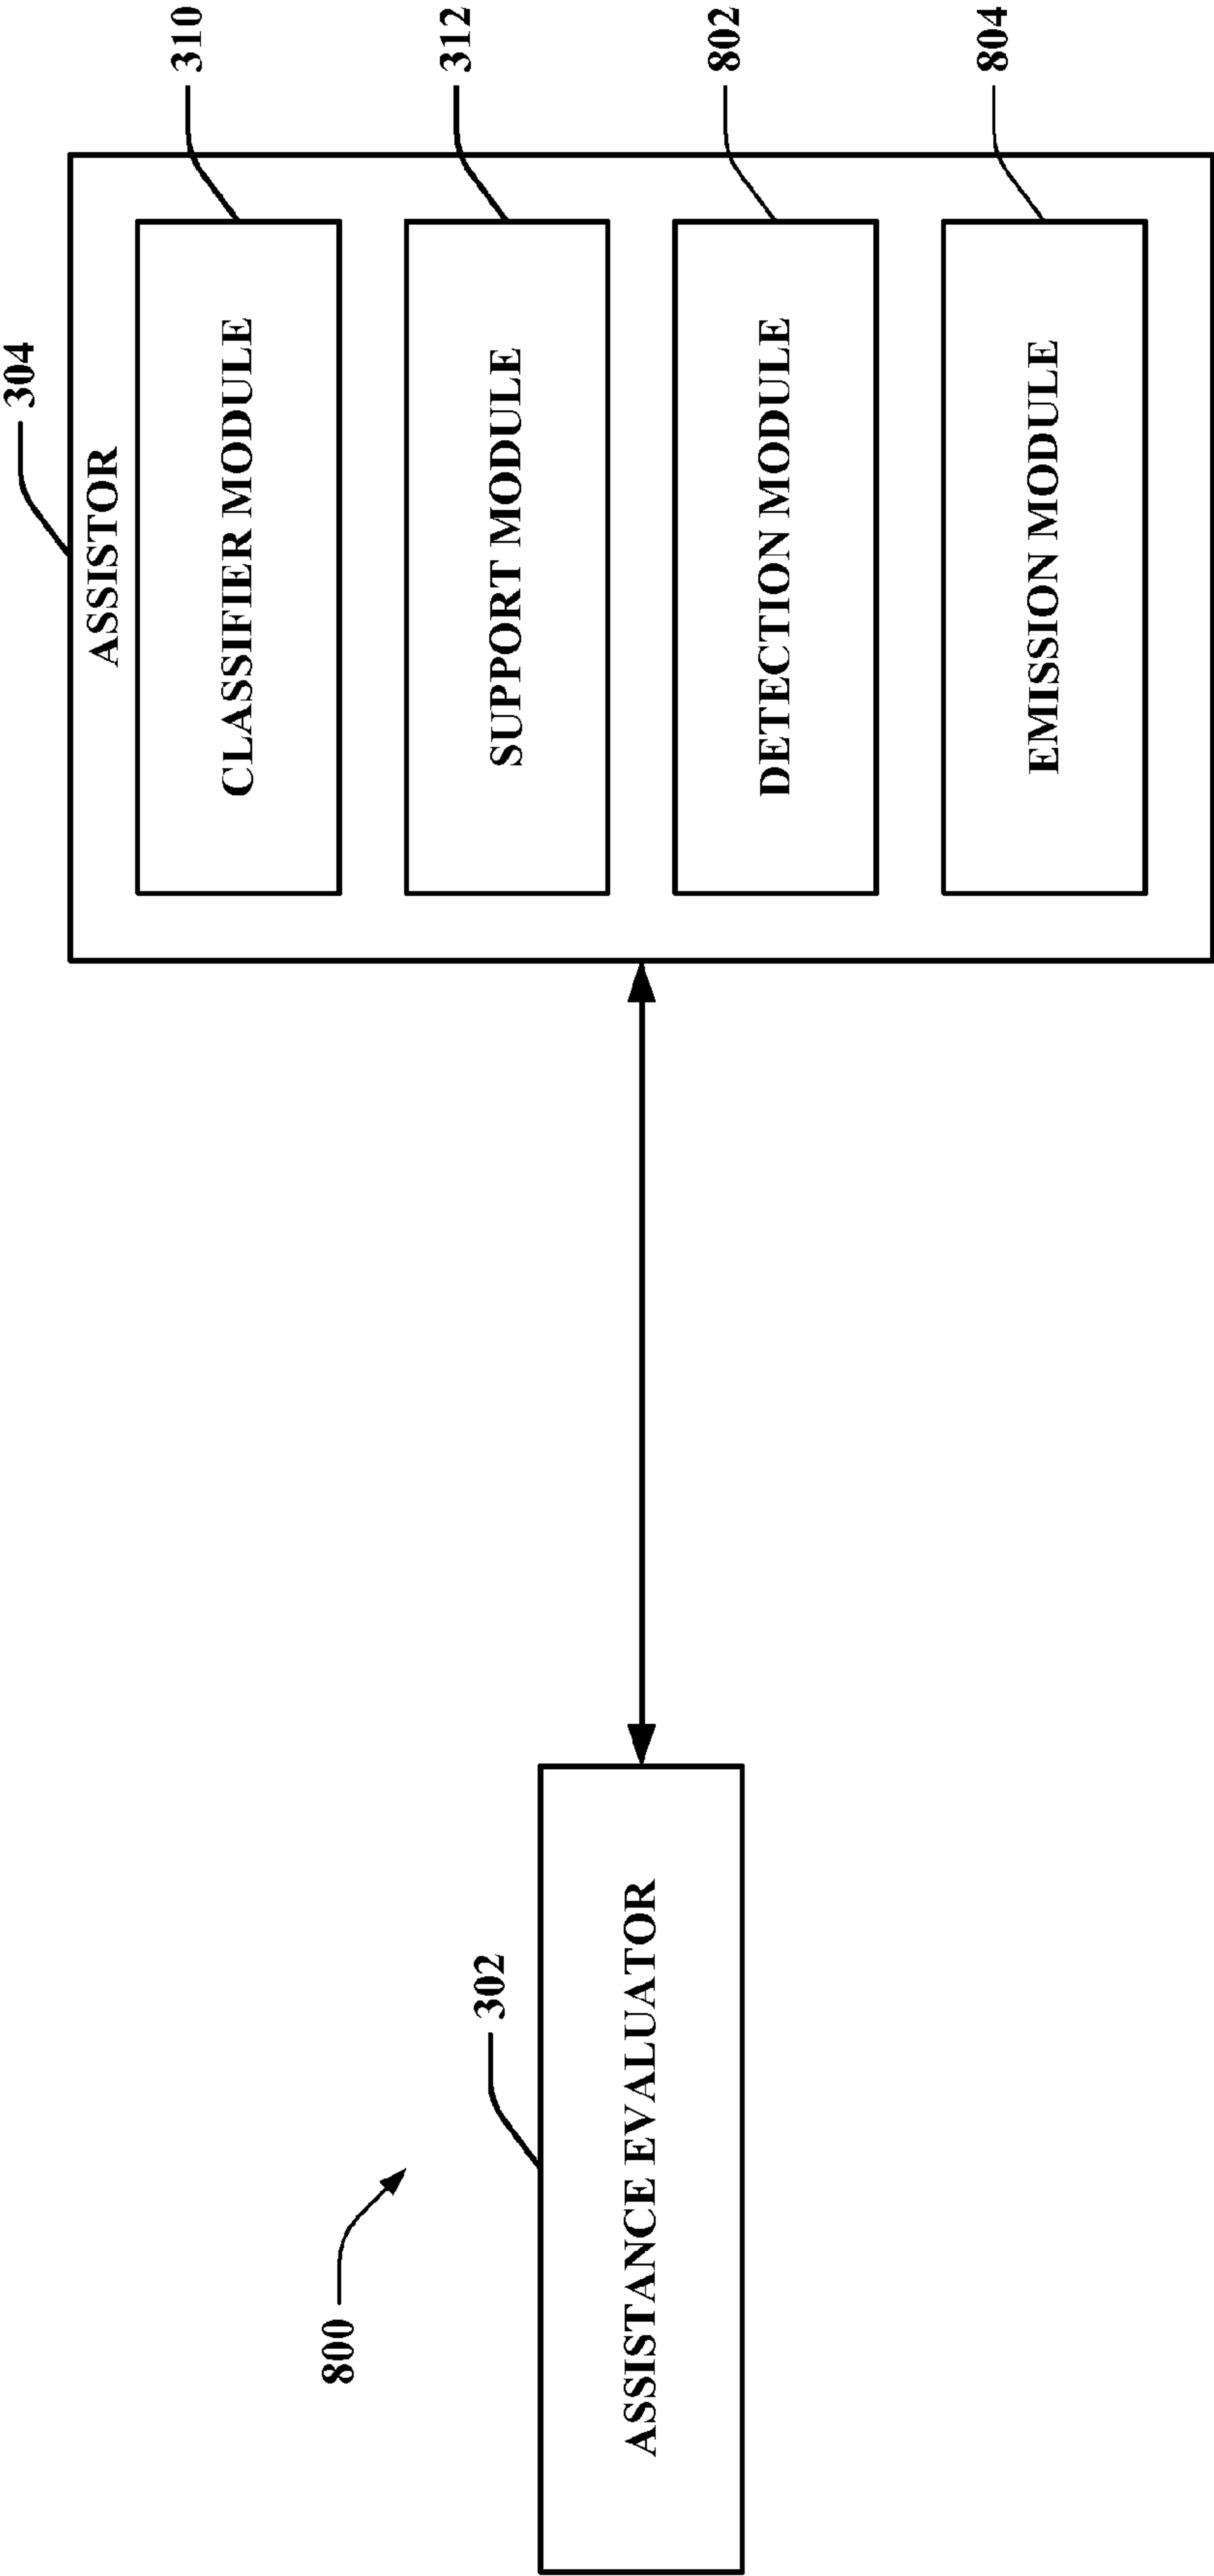 800
302
ASSISTANCE EVALUATOR
304
ASSISTOR
310
CLASSIFIER MODULE
312
SUPPORT MODULE
802
DETECTION MODULE
804
EMISSION MODULE